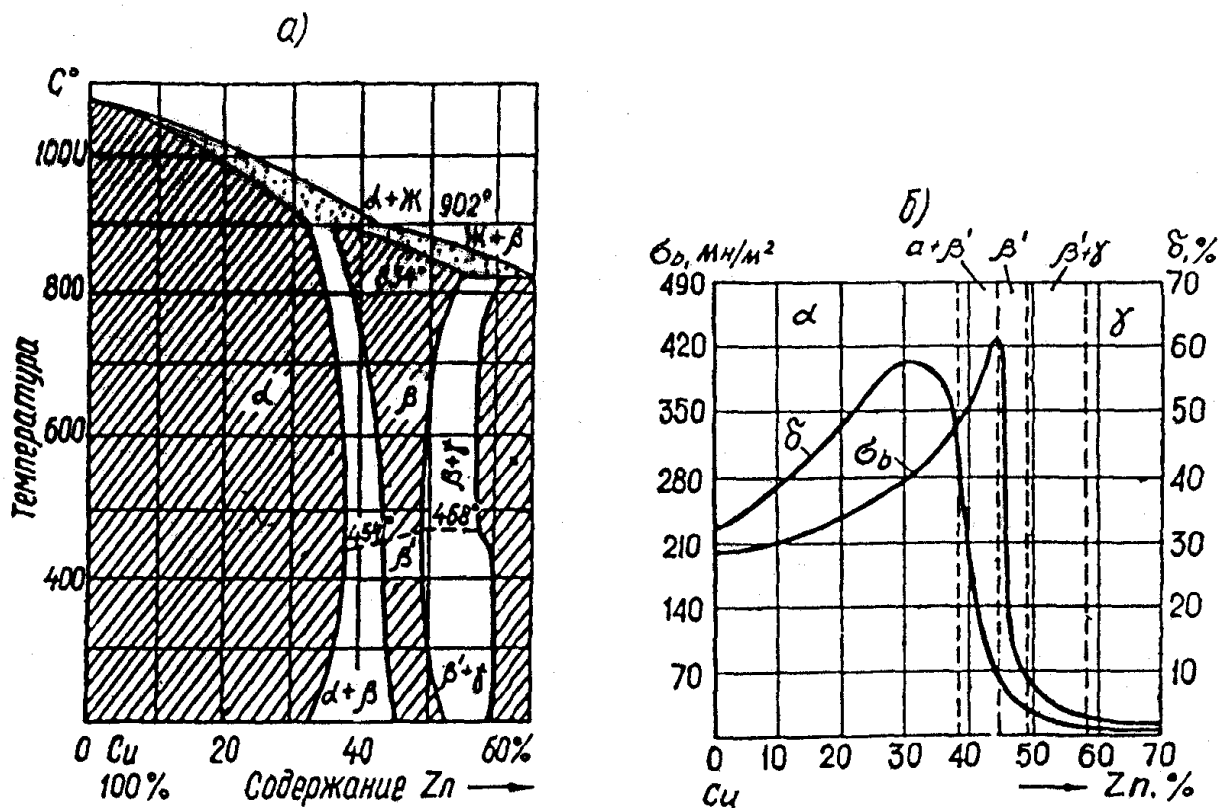 а)
C°
1000
800
600
400
Температура
α+Ж
902°
Ж+β
834°
α
β
β+γ
454°
468°
β'
α+β
β'+γ
0 Cu 20 40 60%
100% Содержание Zn
б)
α+β' β' β'+γ
σb, Мн/м² δ, %
490 70
α γ
420 60
350 50
δ
σb
280 40
210 30
140 20
70 10
0 10 20 30 40 50 60 70
Cu Zn. %